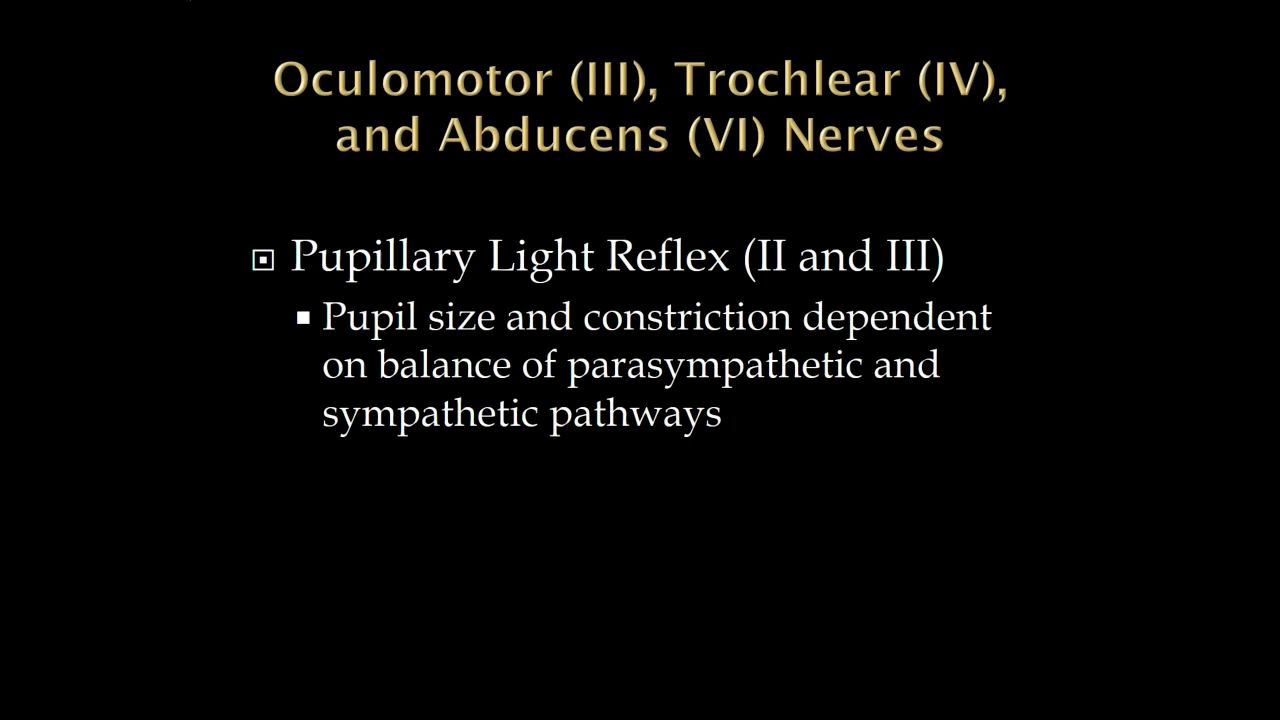 Oculomotor (III), Trochlear (IV),
and Abducens (VI) Nerves
Pupillary Light Reflex (II and III)
Pupil size and constriction dependent
on balance of parasympathetic and
sympathetic pathways